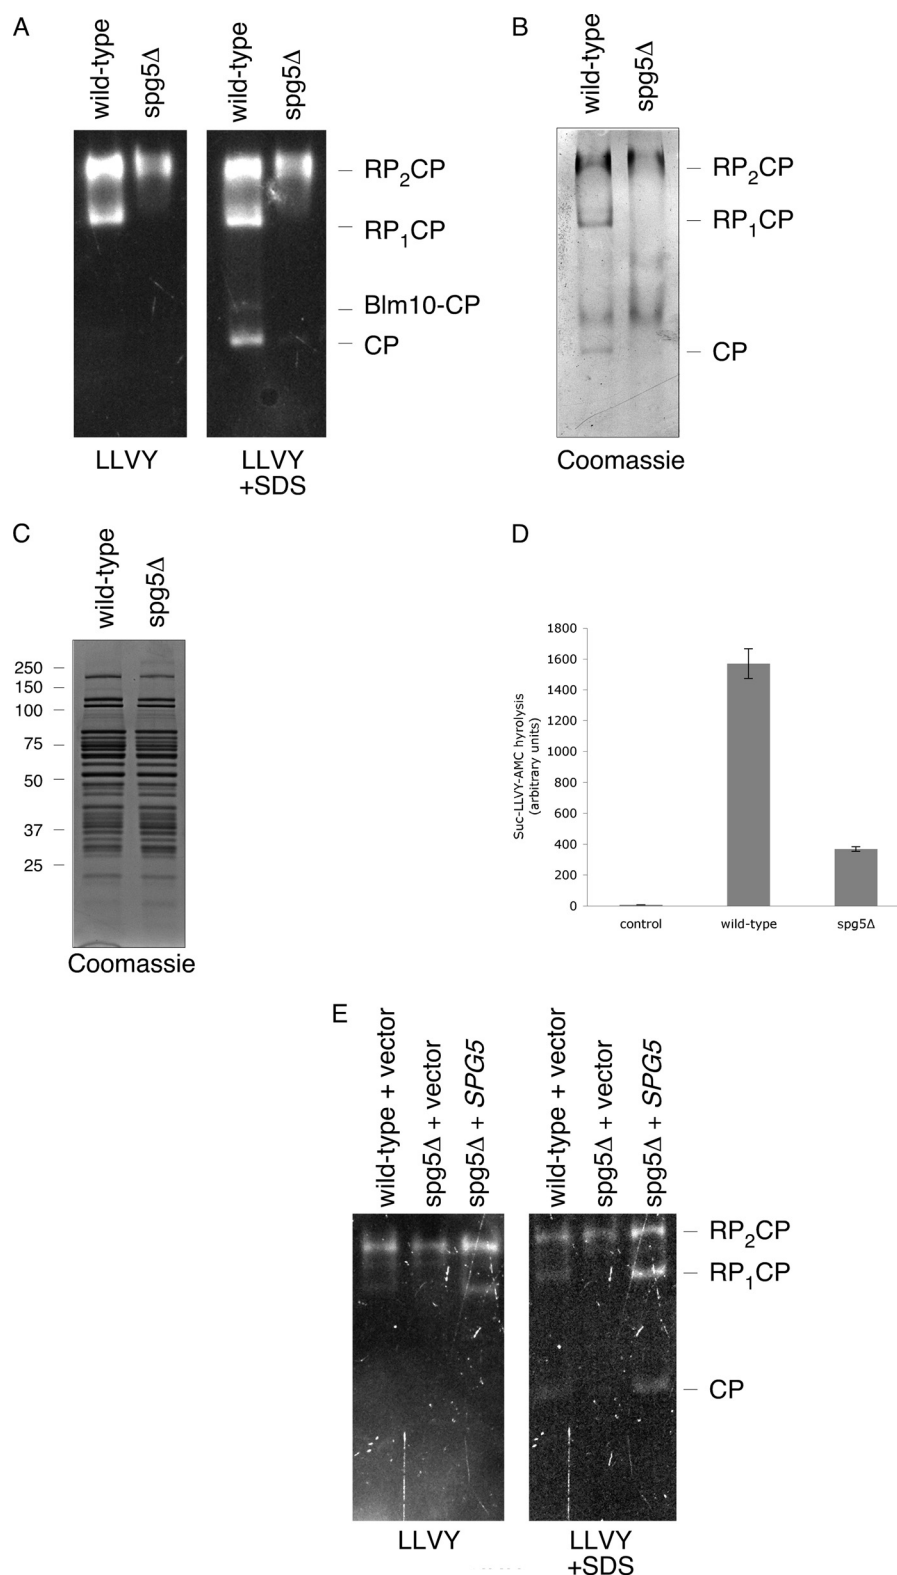 A
wild-type
spg5Δ
wild-type
spg5Δ
RP2CP
RP1CP
Blm10-CP
CP
LLVY
LLVY
+SDS
B
wild-type
spg5Δ
RP2CP
RP1CP
CP
Coomassie
C
wild-type
spg5Δ
250
150
100
75
50
37
25
Coomassie
D
Suc-LLVY-AMC hyrolysis
(arbitrary units)
1800
1600
1400
1200
1000
800
600
400
200
0
control
wild-type
spg5Δ
E
wild-type + vector
spg5Δ + vector
spg5Δ + SPG5
wild-type + vector
spg5Δ + vector
spg5Δ + SPG5
RP2CP
RP1CP
CP
LLVY
LLVY
+SDS